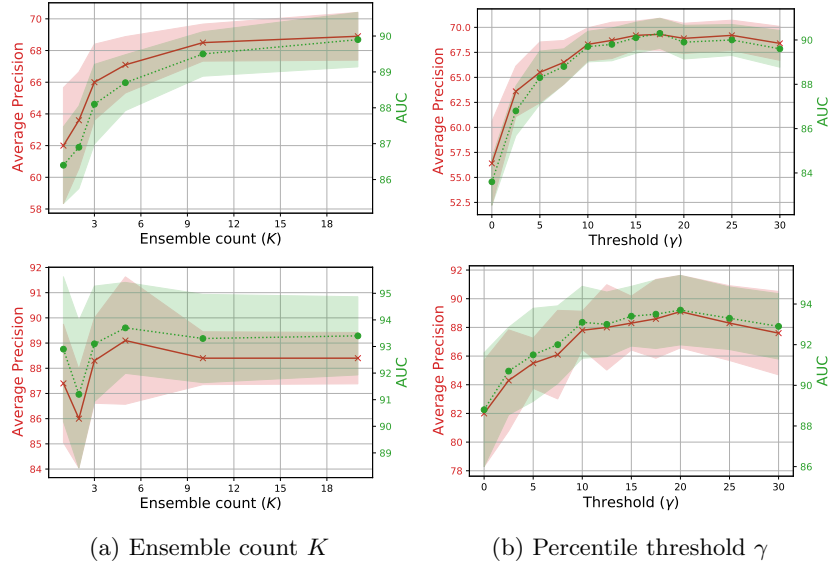 70
68
66
64
62
60
58
Average Precision
90
89
88
87
86
AUC
3 6 9 12 15 18
Ensemble count (K)
70.0
67.5
65.0
62.5
60.0
57.5
55.0
52.5
Average Precision
90
88
86
84
AUC
0 5 10 15 20 25 30
Threshold (γ)
92
91
90
89
88
87
86
85
84
Average Precision
95
94
93
92
91
90
89
AUC
3 6 9 12 15 18
Ensemble count (K)
92
90
88
86
84
82
80
78
Average Precision
94
92
90
88
86
AUC
0 5 10 15 20 25 30
Threshold (γ)
(a) Ensemble count K
(b) Percentile threshold γ